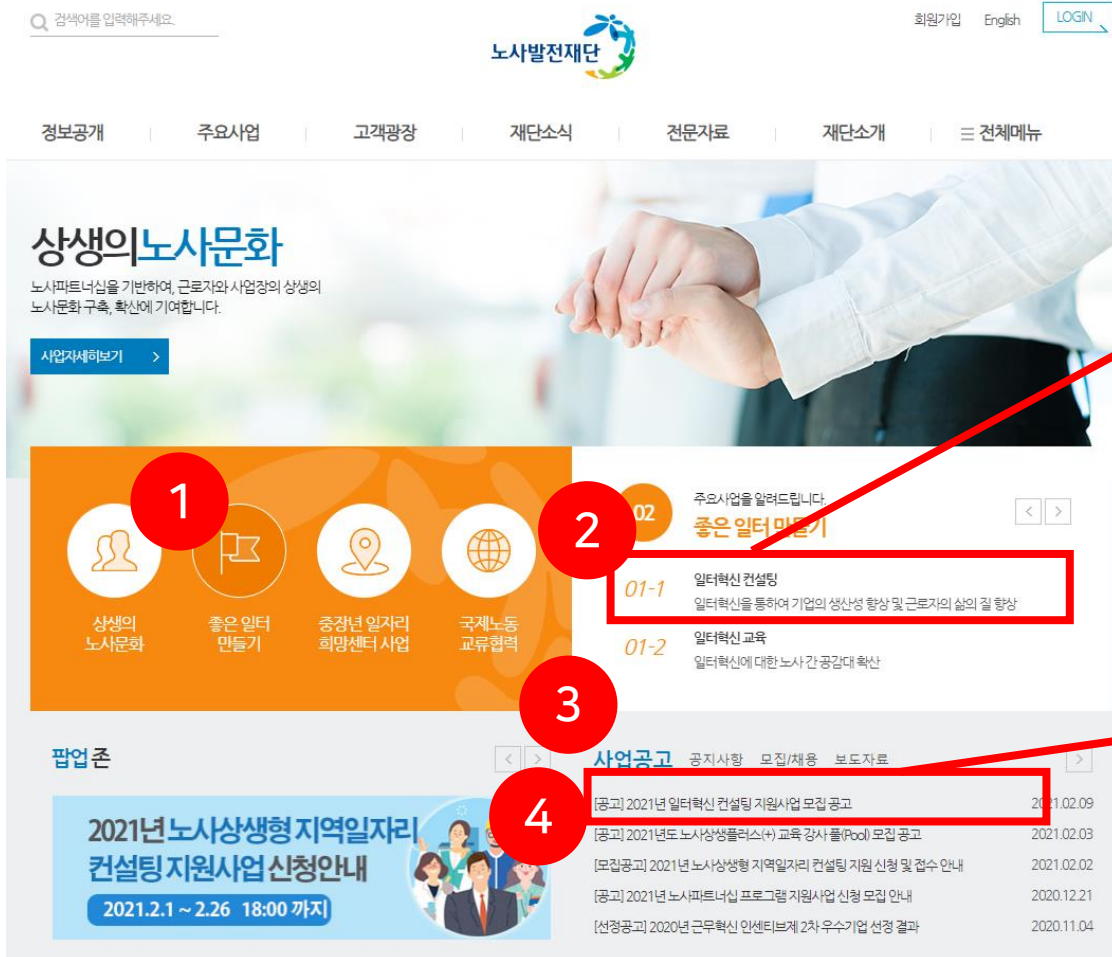 검색어를 입력해주세요.
노사발전재단
회원가입 English LOGIN
정보공개 주요사업 고객광장 재단소식 전문자료 재단소개 전체메뉴
상생의노사문화
노사파트너십을 기반하여, 근로자와 사업장의 상생의
노사문화 구축, 확산에 기여합니다.
사업자세히보기 >
1
상생의
노사문화
좋은 일터
만들기
중장년 일자리
희망센터 사업
국제노동
교류협력
2
02
주요사업을 알려드립니다.
좋은 일터 만들기
< >
01-1
일터혁신 컨설팅
일터혁신을 통하여 기업의 생산성 향상 및 근로자의 삶의 질 향상
01-2
일터혁신 교육
일터혁신에 대한 노사 간 공감대 확산
3
팝업 존
< >
2021년 노사상생형 지역일자리
컨설팅 지원사업 신청안내
2021.2.1 ~ 2.26 18:00 까지
4
사업공고 공지사항 모집/채용 보도자료 >
[공고] 2021년 일터혁신 컨설팅 지원사업 모집 공고 2021.02.09
[공고] 2021년도 노사상생플러스(+) 교육 강사 풀(Pool) 모집 공고 2021.02.03
[모집공고] 2021년 노사상생형 지역일자리 컨설팅 지원 신청 및 접수 안내 2021.02.02
[공고] 2021년 노사파트너십 프로그램 지원사업 신청 모집 안내 2020.12.21
[선정공고] 2020년 근무혁신 인센티브제 2차 우수기업 선정 결과 2020.11.04